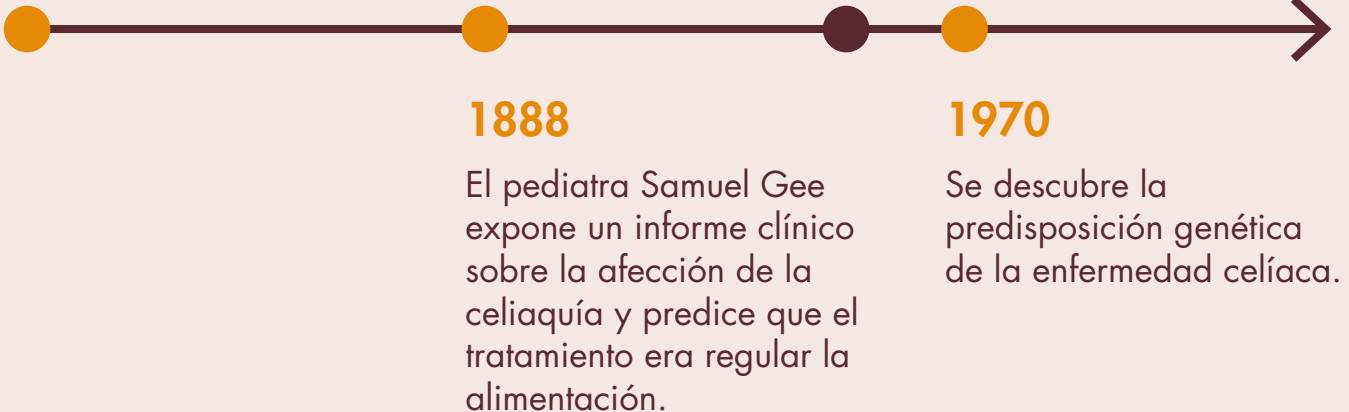 1888
El pediatra Samuel Gee
expone un informe clínico
sobre la afección de la
celiaquía y predice que el
tratamiento era regular la
alimentación.
1970
Se descubre la
predisposición genética
de la enfermedad celíaca.